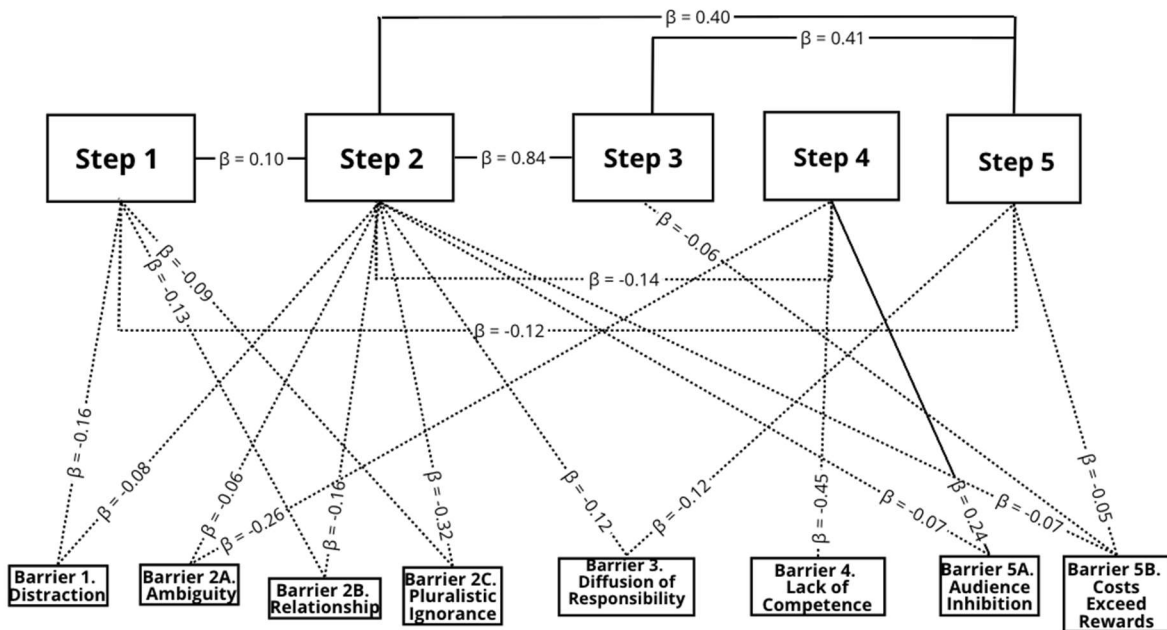 β = 0.40
β = 0.41
Step 1
β = 0.10
Step 2
β = 0.84
Step 3
Step 4
Step 5
β = -0.09
β = -0.13
β = -0.06
β = -0.14
β = -0.12
β = -0.16
β = -0.08
β = -0.06
β = -0.26
β = -0.16
β = -0.32
β = -0.12
β = -0.12
β = -0.45
β = -0.07
β = 0.24
β = -0.07
β = -0.05
Barrier 1.
Distraction
Barrier 2A.
Ambiguity
Barrier 2B.
Relationship
Barrier 2C.
Pluralistic
Ignorance
Barrier 3.
Diffusion of
Responsibility
Barrier 4.
Lack of
Competence
Barrier 5A.
Audience
Inhibition
Barrier 5B.
Costs
Exceed
Rewards